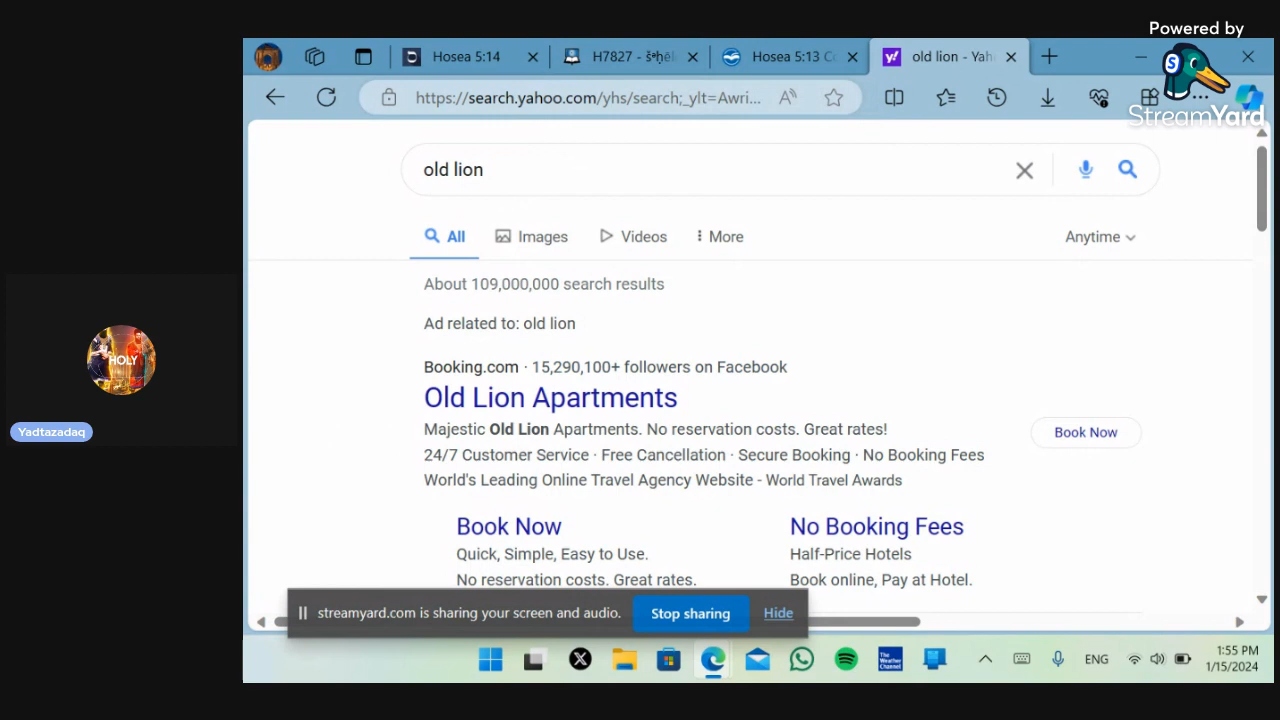 Powered by
StreamYard
Hosea 5:14
H7827 - šᵊḥēl
Hosea 5:13 Co
old lion - Yah
https://search.yahoo.com/yhs/search;_ylt=Awri...
old lion
All
Images
Videos
More
Anytime
About 109,000,000 search results
Ad related to: old lion
Booking.com · 15,290,100+ followers on Facebook
Old Lion Apartments
Majestic Old Lion Apartments. No reservation costs. Great rates!
24/7 Customer Service · Free Cancellation · Secure Booking · No Booking Fees
World's Leading Online Travel Agency Website - World Travel Awards
Book Now
Book Now
Quick, Simple, Easy to Use.
No reservation costs. Great rates.
No Booking Fees
Half-Price Hotels
Book online, Pay at Hotel.
streamyard.com is sharing your screen and audio.
Stop sharing
Hide
HOLY
Yadtazadaq
The Weather Channel
ENG
1:55 PM
1/15/2024